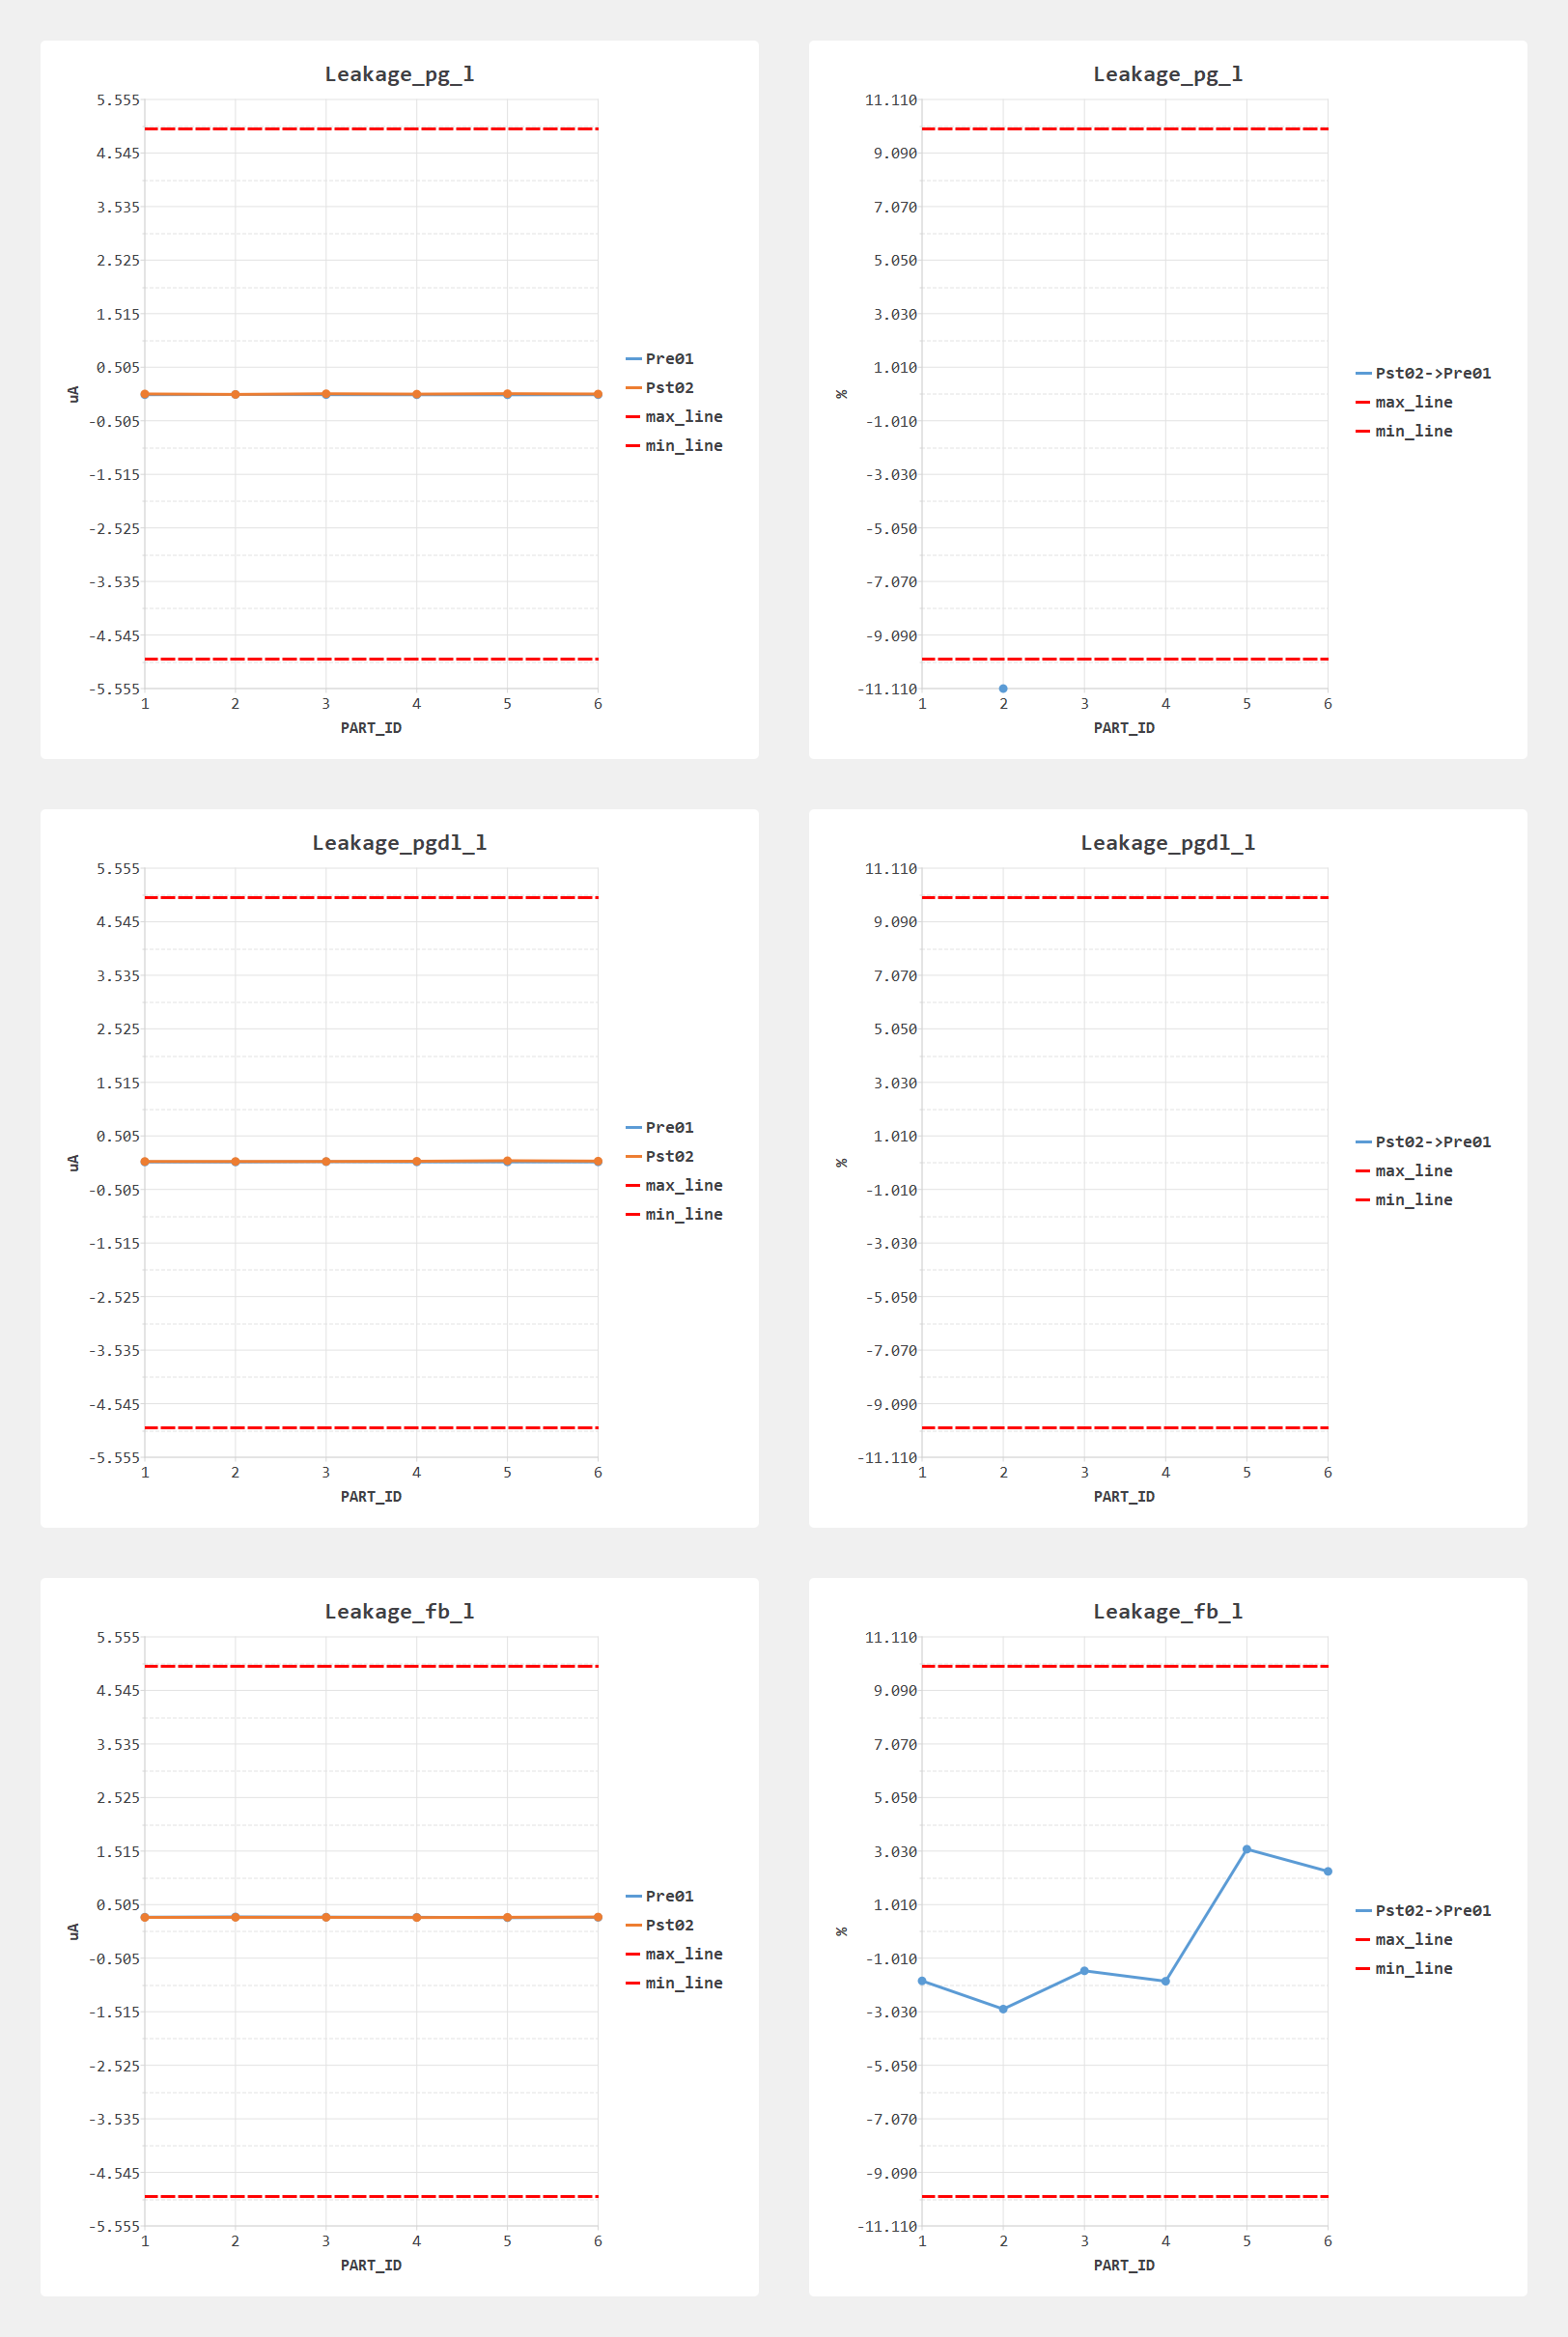 Leakage_pg_l
5.555
4.545
3.535
2.525
1.515
0.505
-0.505
-1.515
-2.525
-3.535
-4.545
-5.555
uA
1 2 3 4 5 6
PART_ID
Pre01
Pst02
max_line
min_line
Leakage_pg_l
11.110
9.090
7.070
5.050
3.030
1.010
-1.010
-3.030
-5.050
-7.070
-9.090
-11.110
%
1 2 3 4 5 6
PART_ID
Pst02->Pre01
max_line
min_line
Leakage_pgdl_l
5.555
4.545
3.535
2.525
1.515
0.505
-0.505
-1.515
-2.525
-3.535
-4.545
-5.555
uA
1 2 3 4 5 6
PART_ID
Pre01
Pst02
max_line
min_line
Leakage_pgdl_l
11.110
9.090
7.070
5.050
3.030
1.010
-1.010
-3.030
-5.050
-7.070
-9.090
-11.110
%
1 2 3 4 5 6
PART_ID
Pst02->Pre01
max_line
min_line
Leakage_fb_l
5.555
4.545
3.535
2.525
1.515
0.505
-0.505
-1.515
-2.525
-3.535
-4.545
-5.555
uA
1 2 3 4 5 6
PART_ID
Pre01
Pst02
max_line
min_line
Leakage_fb_l
11.110
9.090
7.070
5.050
3.030
1.010
-1.010
-3.030
-5.050
-7.070
-9.090
-11.110
%
1 2 3 4 5 6
PART_ID
Pst02->Pre01
max_line
min_line